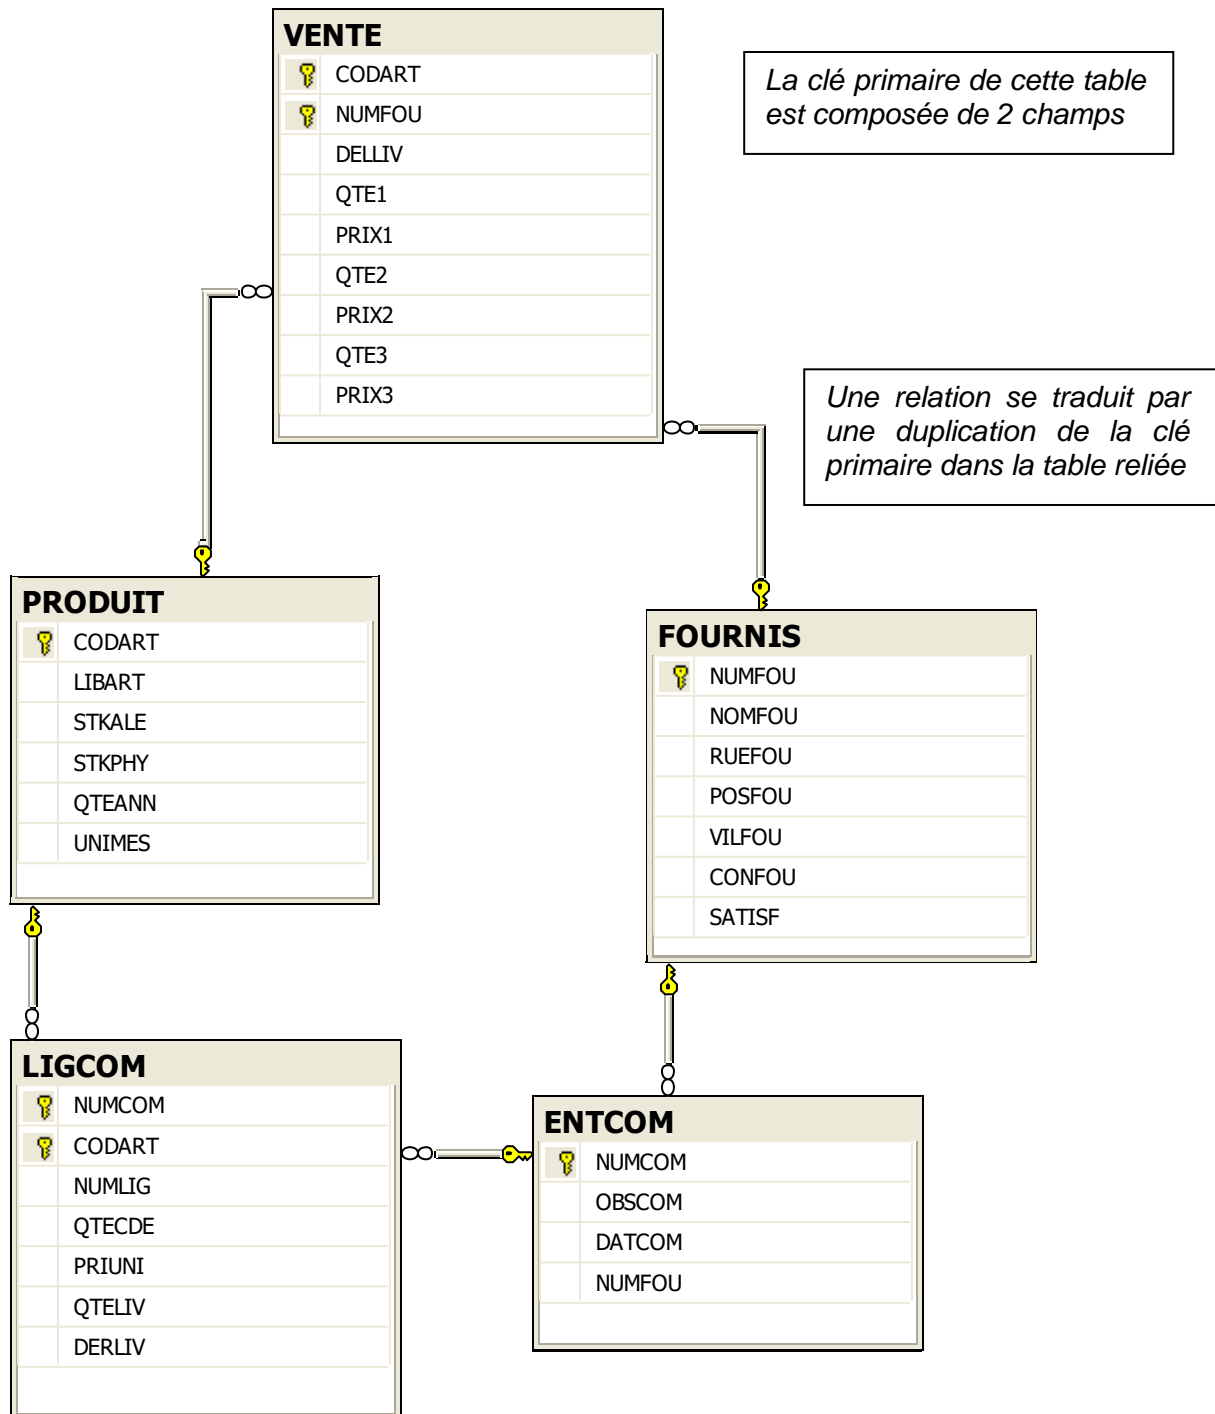 VENTE
CODART
NUMFOU
DELLIV
QTE1
PRIX1
QTE2
PRIX2
QTE3
PRIX3
La clé primaire de cette table
est composée de 2 champs
Une relation se traduit par
une duplication de la clé
primaire dans la table reliée
PRODUIT
CODART
LIBART
STKALE
STKPHY
QTEANN
UNIMES
FOURNIS
NUMFOU
NOMFOU
RUEFOU
POSFOU
VILFOU
CONFOU
SATISF
LIGCOM
NUMCOM
CODART
NUMLIG
QTECDE
PRIUNI
QTELIV
DERLIV
ENTCOM
NUMCOM
OBSCOM
DATCOM
NUMFOU